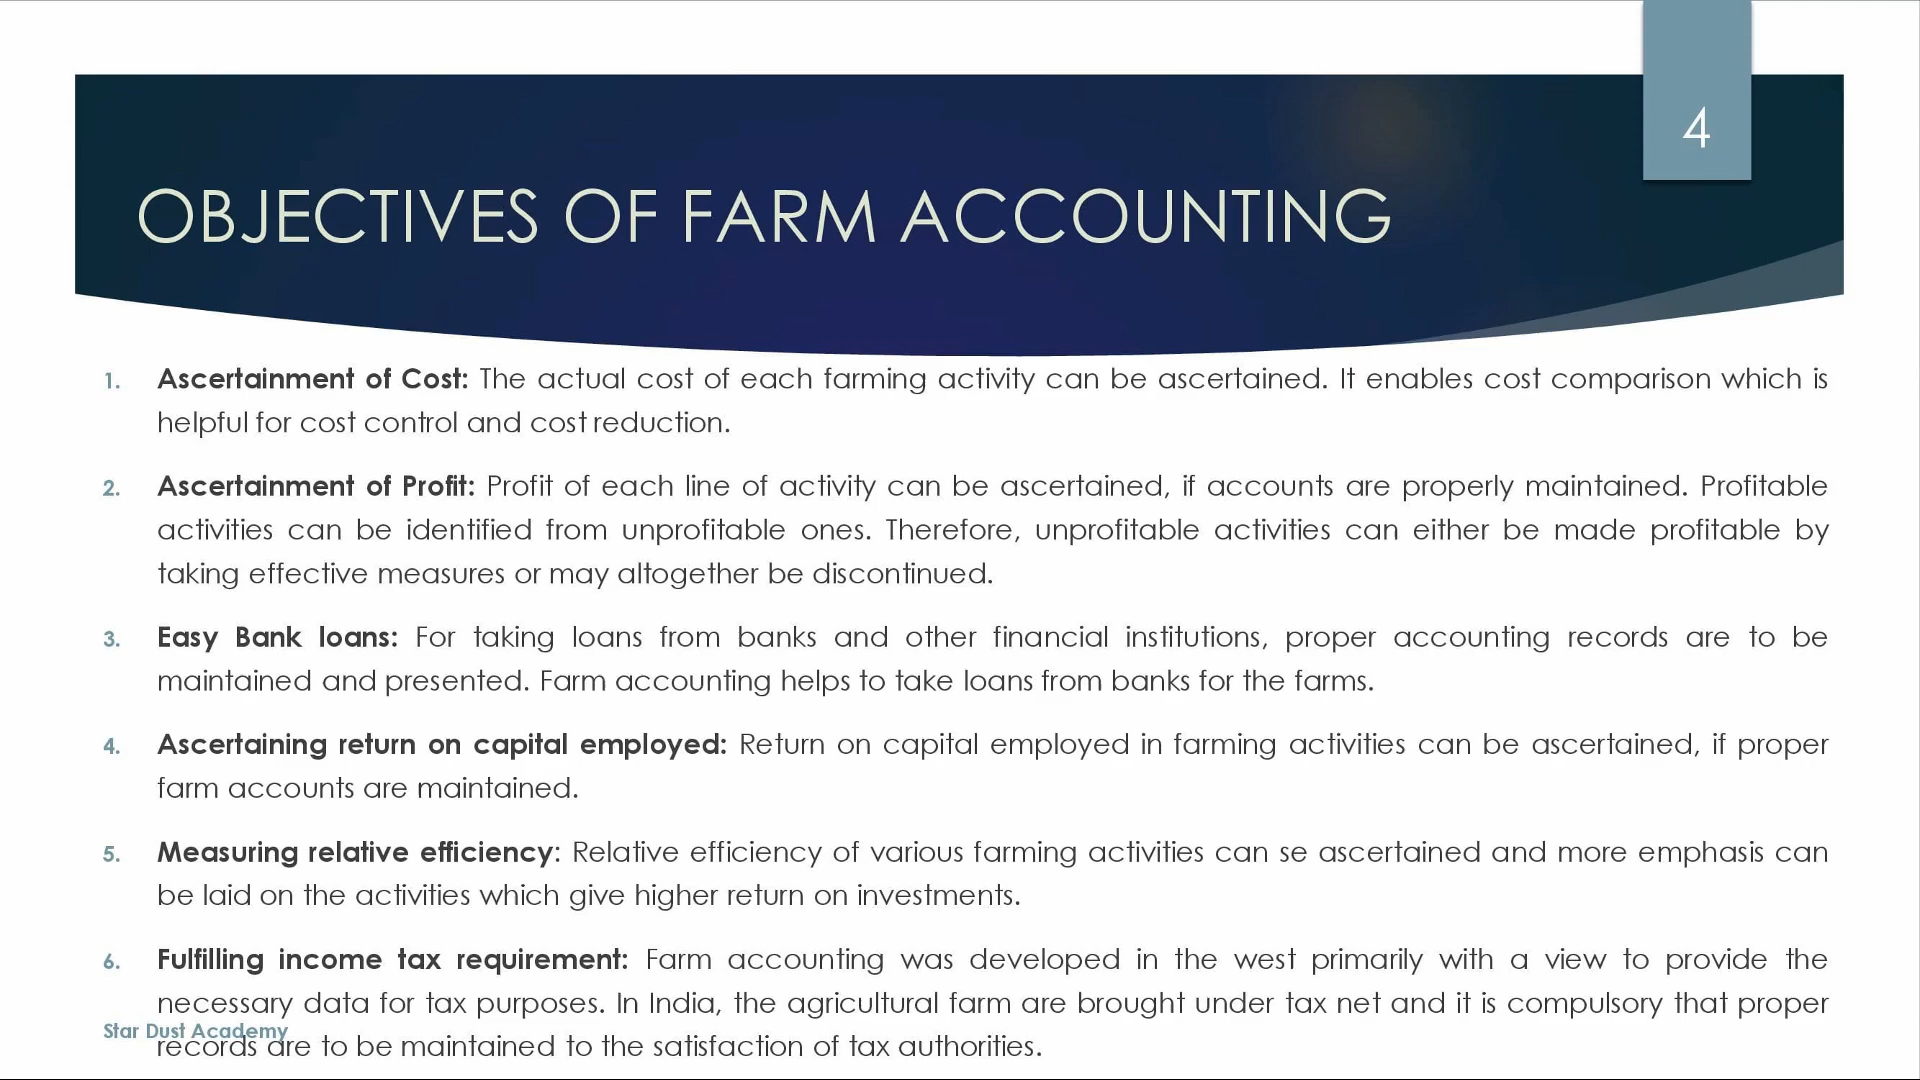 4
OBJECTIVES OF FARM ACCOUNTING
1. Ascertainment of Cost: The actual cost of each farming activity can be ascertained. It enables cost comparison which is
helpful for cost control and cost reduction.
2. Ascertainment of Profit: Profit of each line of activity can be ascertained, if accounts are properly maintained. Profitable
activities can be identified from unprofitable ones. Therefore, unprofitable activities can either be made profitable by
taking effective measures or may altogether be discontinued.
3. Easy Bank loans: For taking loans from banks and other financial institutions, proper accounting records are to be
maintained and presented. Farm accounting helps to take loans from banks for the farms.
4. Ascertaining return on capital employed: Return on capital employed in farming activities can be ascertained, if proper
farm accounts are maintained.
5. Measuring relative efficiency: Relative efficiency of various farming activities can se ascertained and more emphasis can
be laid on the activities which give higher return on investments.
6. Fulfilling income tax requirement: Farm accounting was developed in the west primarily with a view to provide the
necessary data for tax purposes. In India, the agricultural farm are brought under tax net and it is compulsory that proper
records are to be maintained to the satisfaction of tax authorities.
Star Dust Academy